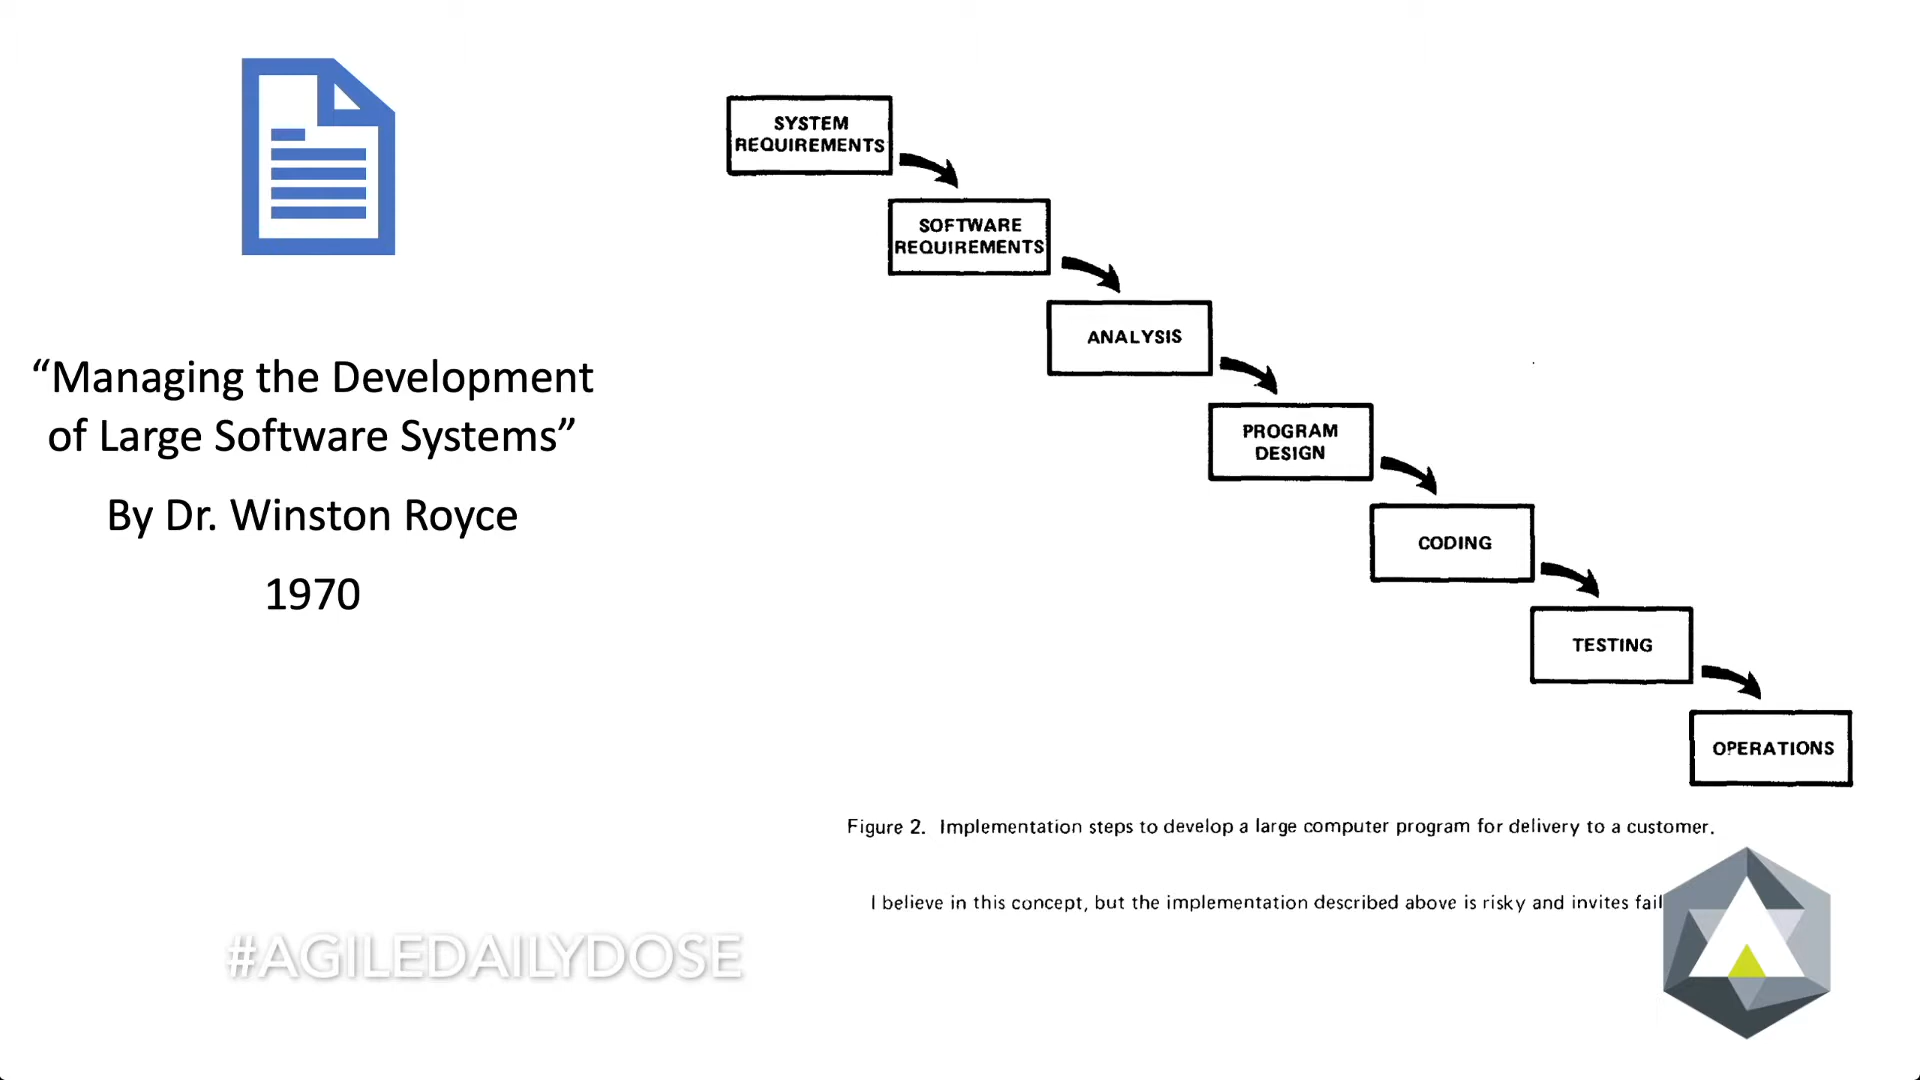 “Managing the Development
of Large Software Systems”
By Dr. Winston Royce
1970
SYSTEM
REQUIREMENTS
SOFTWARE
REQUIREMENTS
ANALYSIS
PROGRAM
DESIGN
CODING
TESTING
OPERATIONS
Figure 2. Implementation steps to develop a large computer program for delivery to a customer.
I believe in this concept, but the implementation described above is risky and invites fail
#AGILEDAILYDOSE